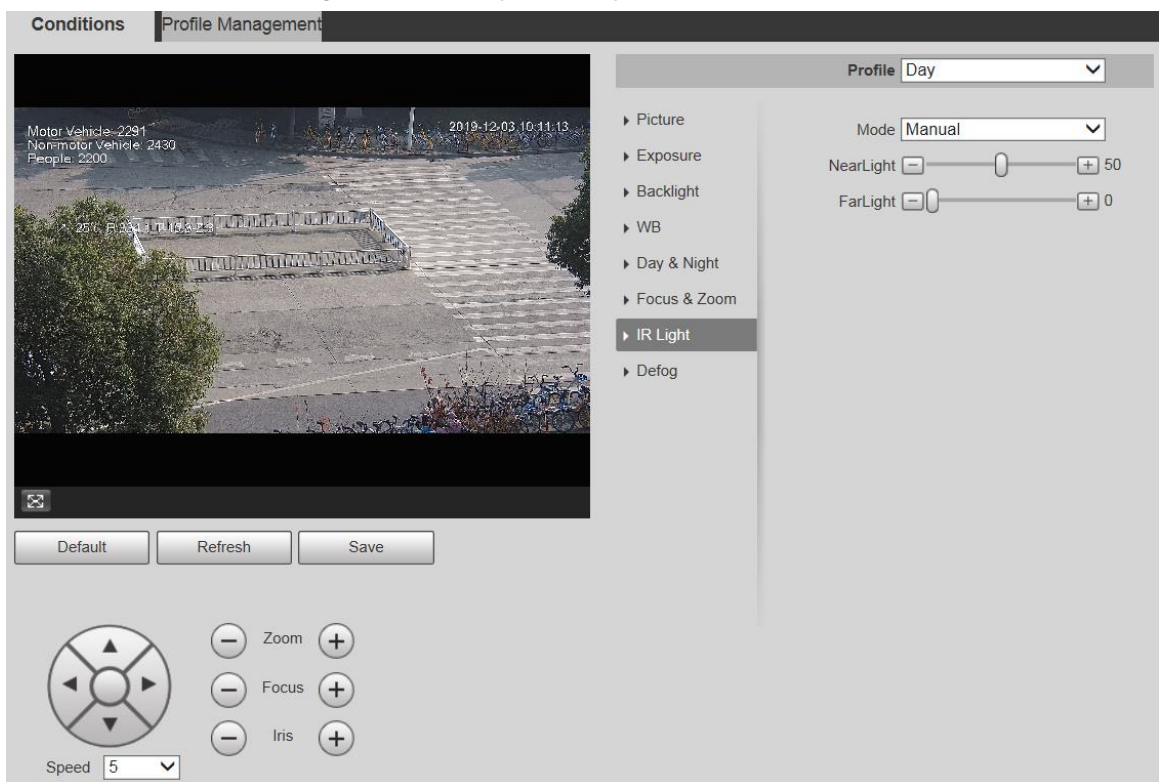 Conditions
Profile Management
Profile Day
Motor Vehicle: 2291
Non-motor Vehicle: 2430
People: 2200
2019-12-03 10:11:13
Picture
Exposure
Backlight
WB
Day & Night
Focus & Zoom
IR Light
Defog
Mode Manual
NearLight 50
FarLight 0
Default
Refresh
Save
Zoom
Focus
Iris
Speed 5